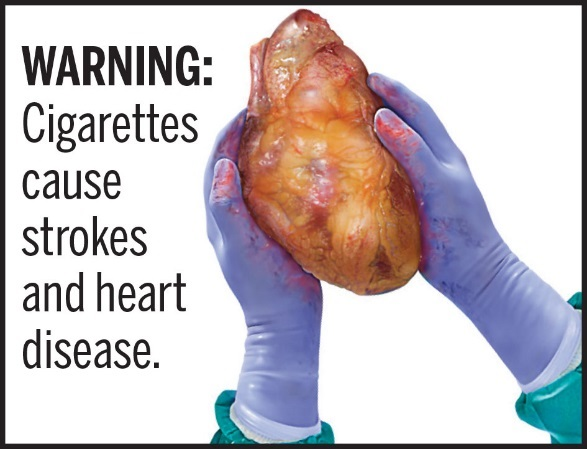 WARNING:
Cigarettes
cause
strokes
and heart
disease.